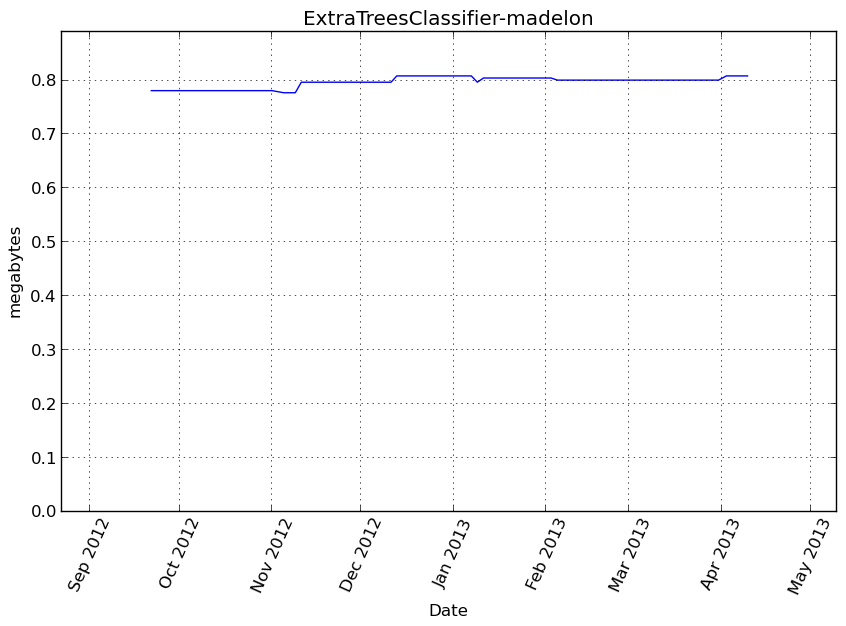 ExtraTreesClassifier-madelon
megabytes
0.8
0.7
0.6
0.5
0.4
0.3
0.2
0.1
0.0
Sep 2012
Oct 2012
Nov 2012
Dec 2012
Jan 2013
Feb 2013
Mar 2013
Apr 2013
May 2013
Date